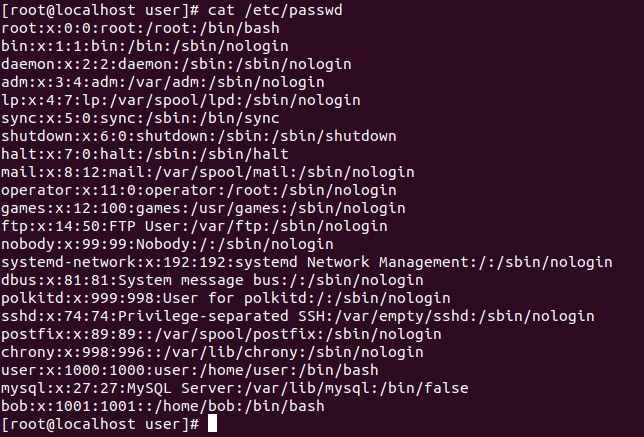 [root@localhost user]# cat /etc/passwd
root:x:0:0:root:/root:/bin/bash
bin:x:1:1:bin:/bin:/sbin/nologin
daemon:x:2:2:daemon:/sbin:/sbin/nologin
adm:x:3:4:adm:/var/adm:/sbin/nologin
lp:x:4:7:lp:/var/spool/lpd:/sbin/nologin
sync:x:5:0:sync:/sbin:/bin/sync
shutdown:x:6:0:shutdown:/sbin:/sbin/shutdown
halt:x:7:0:halt:/sbin:/sbin/halt
mail:x:8:12:mail:/var/spool/mail:/sbin/nologin
operator:x:11:0:operator:/root:/sbin/nologin
games:x:12:100:games:/usr/games:/sbin/nologin
ftp:x:14:50:FTP User:/var/ftp:/sbin/nologin
nobody:x:99:99:Nobody:/:/sbin/nologin
systemd-network:x:192:192:systemd Network Management:/:/sbin/nologin
dbus:x:81:81:System message bus:/:/sbin/nologin
polkitd:x:999:998:User for polkitd:/:/sbin/nologin
sshd:x:74:74:Privilege-separated SSH:/var/empty/sshd:/sbin/nologin
postfix:x:89:89::/var/spool/postfix:/sbin/nologin
chrony:x:998:996::/var/lib/chrony:/sbin/nologin
user:x:1000:1000:user:/home/user:/bin/bash
mysql:x:27:27:MySQL Server:/var/lib/mysql:/bin/false
bob:x:1001:1001::/home/bob:/bin/bash
[root@localhost user]#